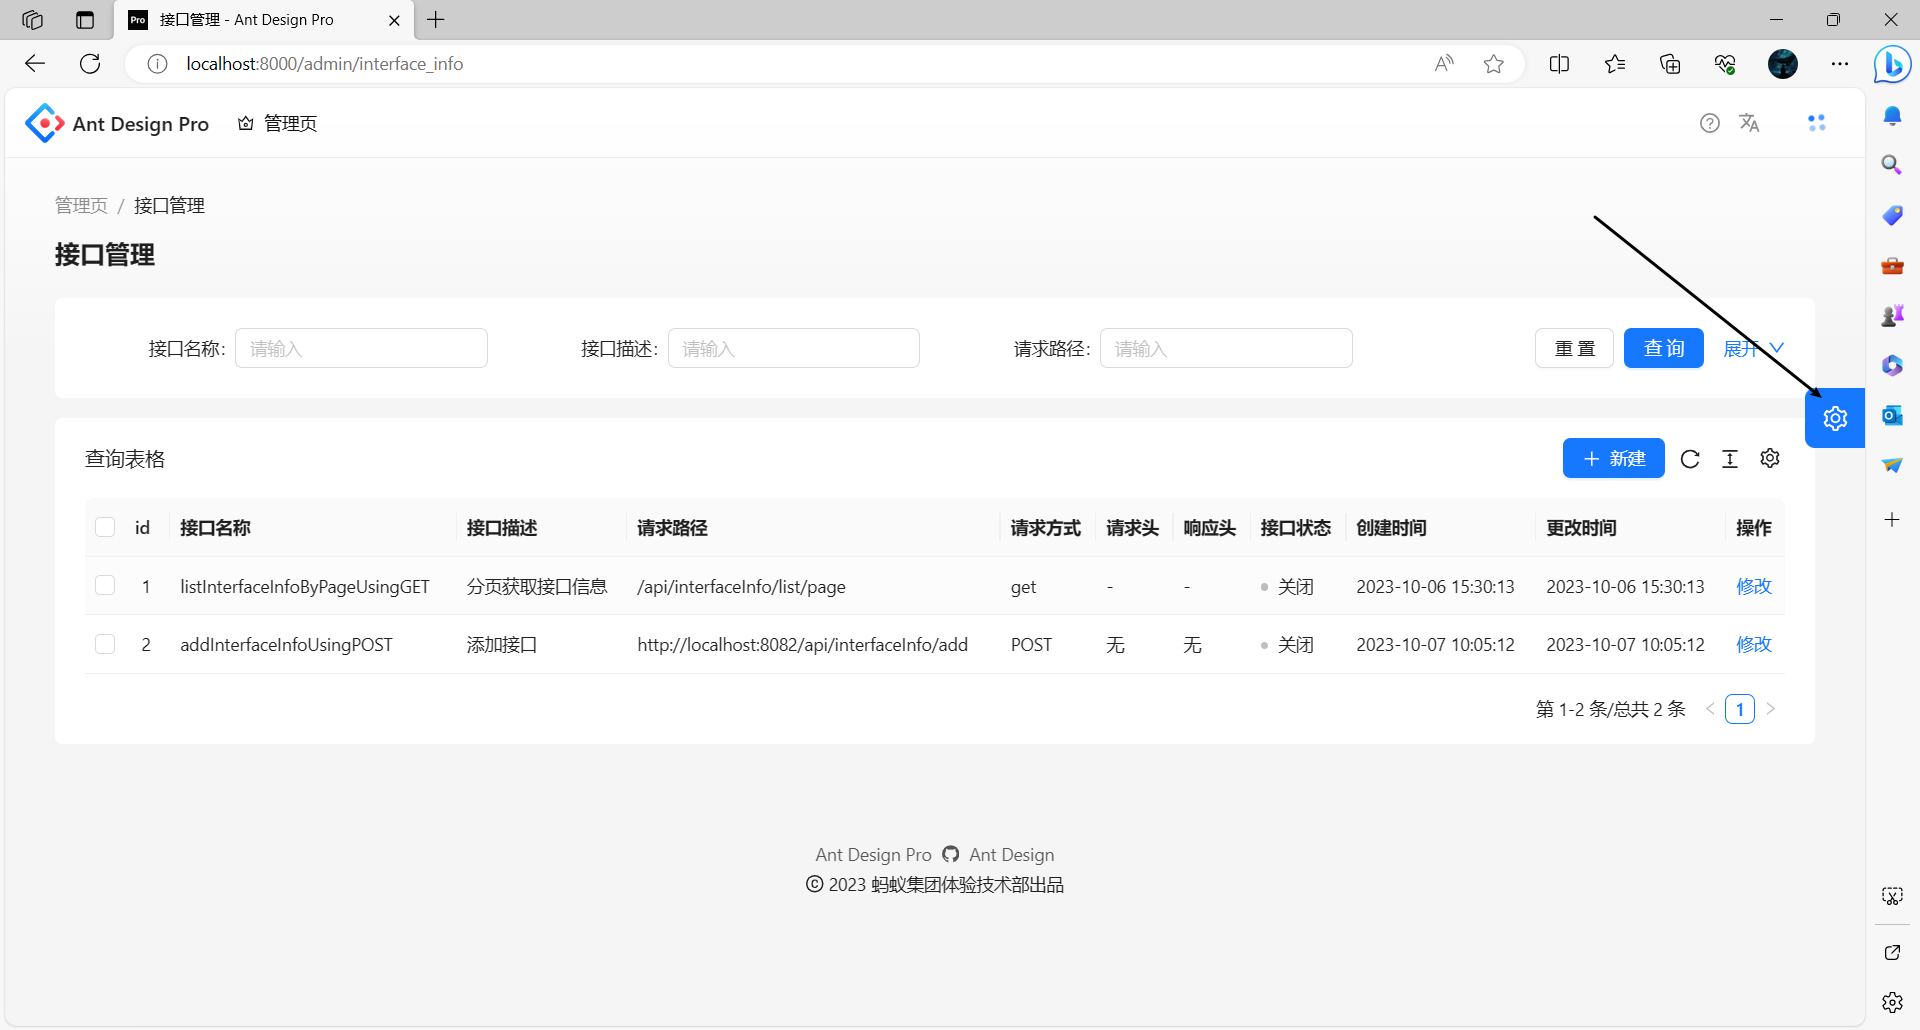 接口管理 - Ant Design Pro
localhost:8000/admin/interface_info
Ant Design Pro 管理页
管理页 / 接口管理
接口管理
接口名称: 请输入 接口描述: 请输入 请求路径: 请输入 重 置 查 询 展开
查询表格 + 新建
id 接口名称 接口描述 请求路径 请求方式 请求头 响应头 接口状态 创建时间 更改时间 操作
1 listInterfaceInfoByPageUsingGET 分页获取接口信息 /api/interfaceInfo/list/page get - - 关闭 2023-10-06 15:30:13 2023-10-06 15:30:13 修改
2 addInterfaceInfoUsingPOST 添加接口 http://localhost:8082/api/interfaceInfo/add POST 无 无 关闭 2023-10-07 10:05:12 2023-10-07 10:05:12 修改
第 1-2 条/总共 2 条 < 1 >
Ant Design Pro Ant Design
© 2023 蚂蚁集团体验技术部出品